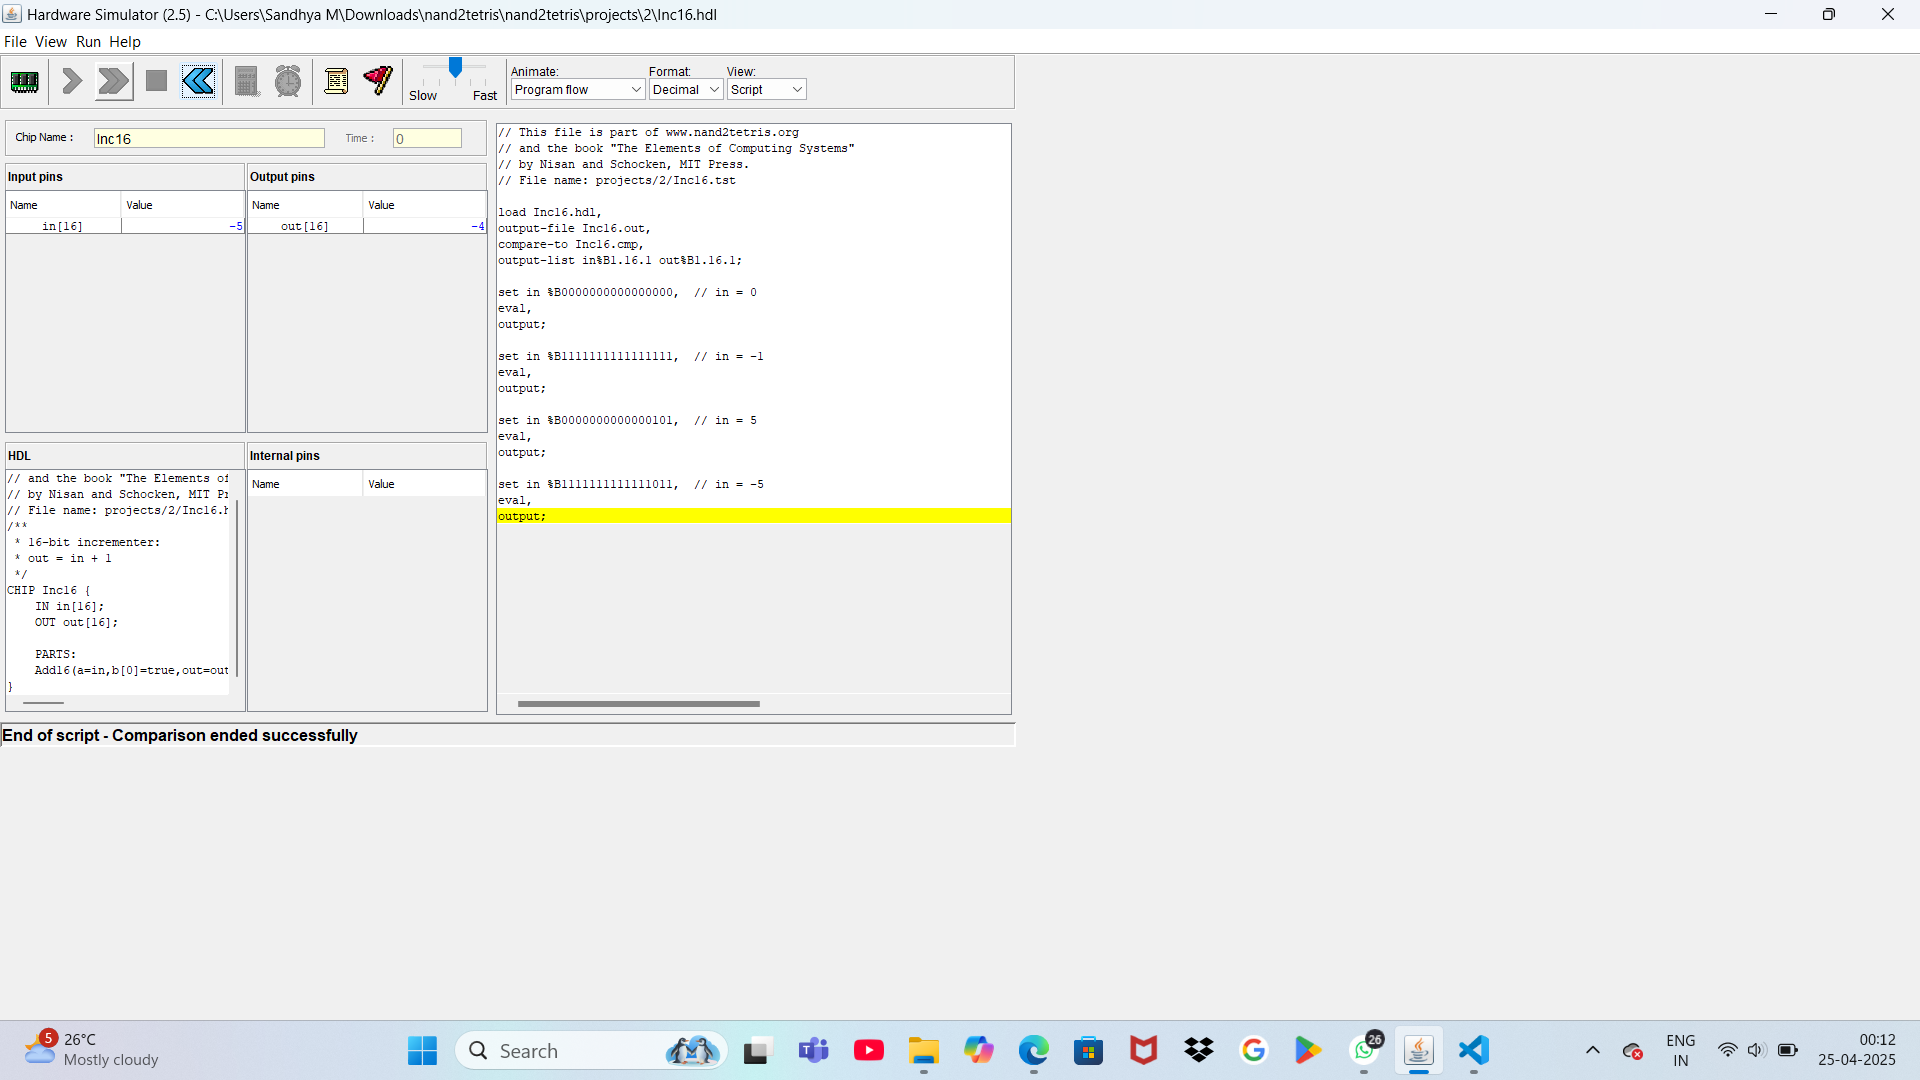 Hardware Simulator (2.5) - C:\Users\Sandhya M\Downloads\nand2tetris\nand2tetris\projects\2\Inc16.hdl
File View Run Help
Slow Fast
Animate:
Program flow
Format:
Decimal
View:
Script
Chip Name :
Inc16
Time :
0
Input pins
Name Value
in[16] -5
Output pins
Name Value
out[16] -4
HDL
// and the book "The Elements of
// by Nisan and Schocken, MIT Pr
// File name: projects/2/Inc16.h
/**
* 16-bit incrementer:
* out = in + 1
*/
CHIP Inc16 {
IN in[16];
OUT out[16];
PARTS:
Add16(a=in,b[0]=true,out=out
}
Internal pins
Name Value
// This file is part of www.nand2tetris.org
// and the book "The Elements of Computing Systems"
// by Nisan and Schocken, MIT Press.
// File name: projects/2/Inc16.tst
load Inc16.hdl,
output-file Inc16.out,
compare-to Inc16.cmp,
output-list in%B1.16.1 out%B1.16.1;
set in %B0000000000000000,  // in = 0
eval,
output;
set in %B1111111111111111,  // in = -1
eval,
output;
set in %B0000000000000101,  // in = 5
eval,
output;
set in %B1111111111111011,  // in = -5
eval,
output;
End of script - Comparison ended successfully
5
26°C
Mostly cloudy
Search
26
ENG
IN
00:12
25-04-2025